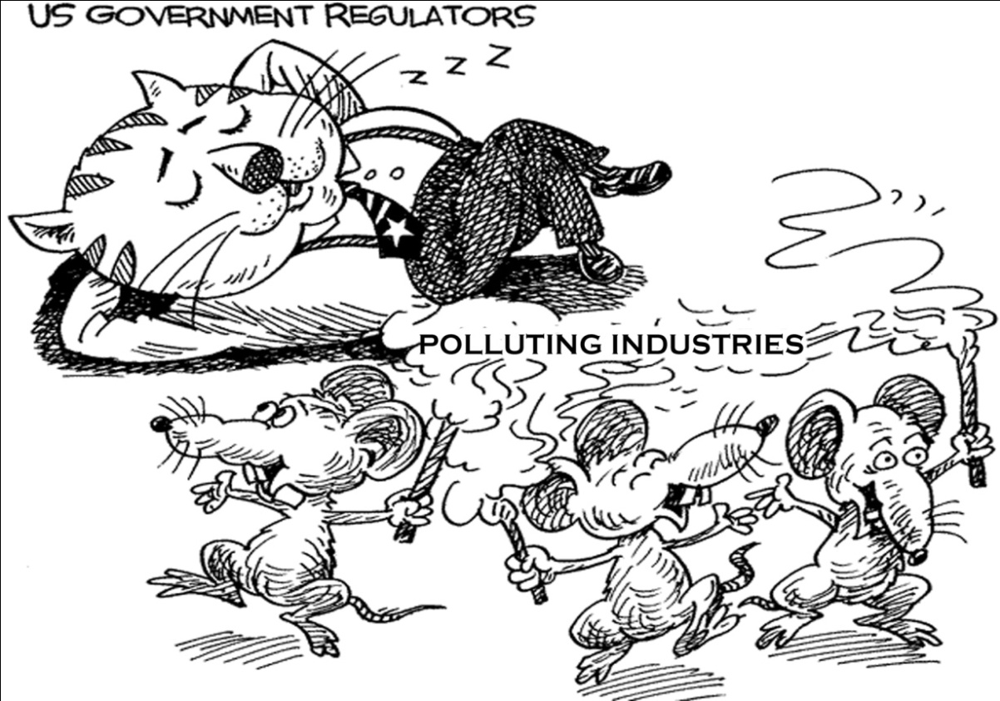 US GOVERNMENT REGULATORS
Z Z Z
POLLUTING INDUSTRIES